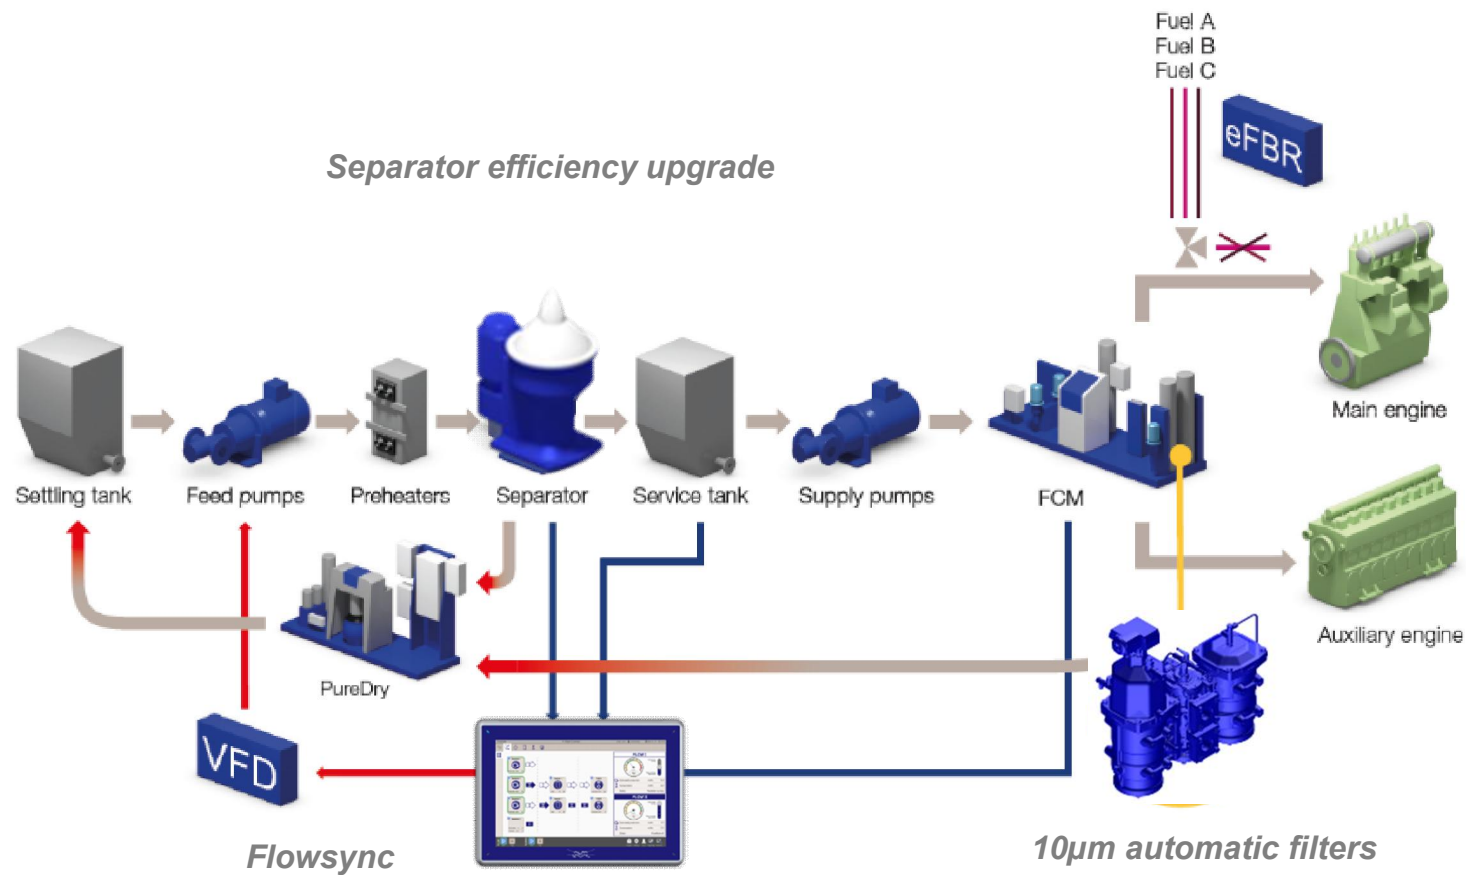 Fuel A
Fuel B
Fuel C
eFBR
Separator efficiency upgrade
Main engine
Settling tank
Feed pumps
Preheaters
Separator
Service tank
Supply pumps
FCM
Auxiliary engine
PureDry
VFD
Flowsync
10µm automatic filters